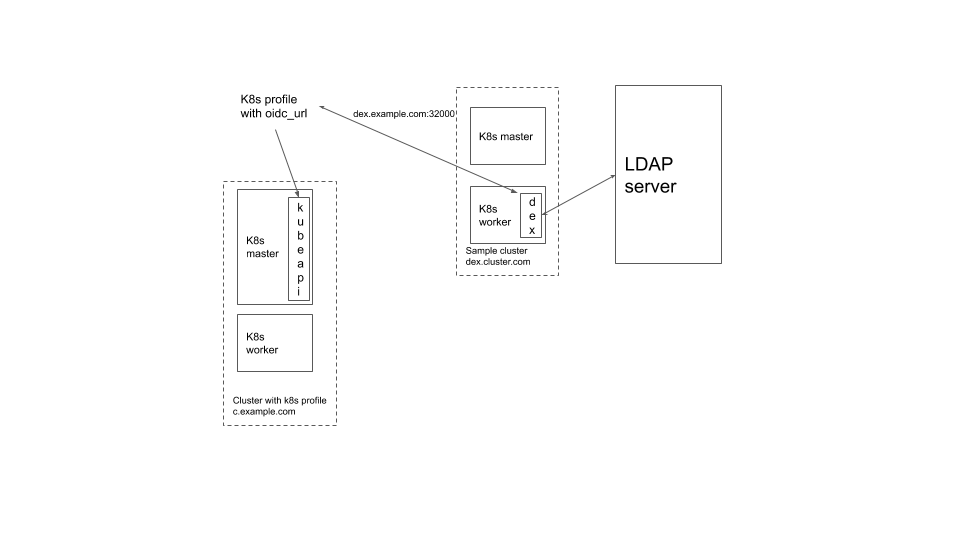 K8s profile
with oidc_url
dex.example.com:32000
K8s master
LDAP
server
K8s
worker
d
e
x
Sample cluster
dex.cluster.com
K8s
master
k
u
b
e
a
p
i
K8s
worker
Cluster with k8s profile
c.example.com